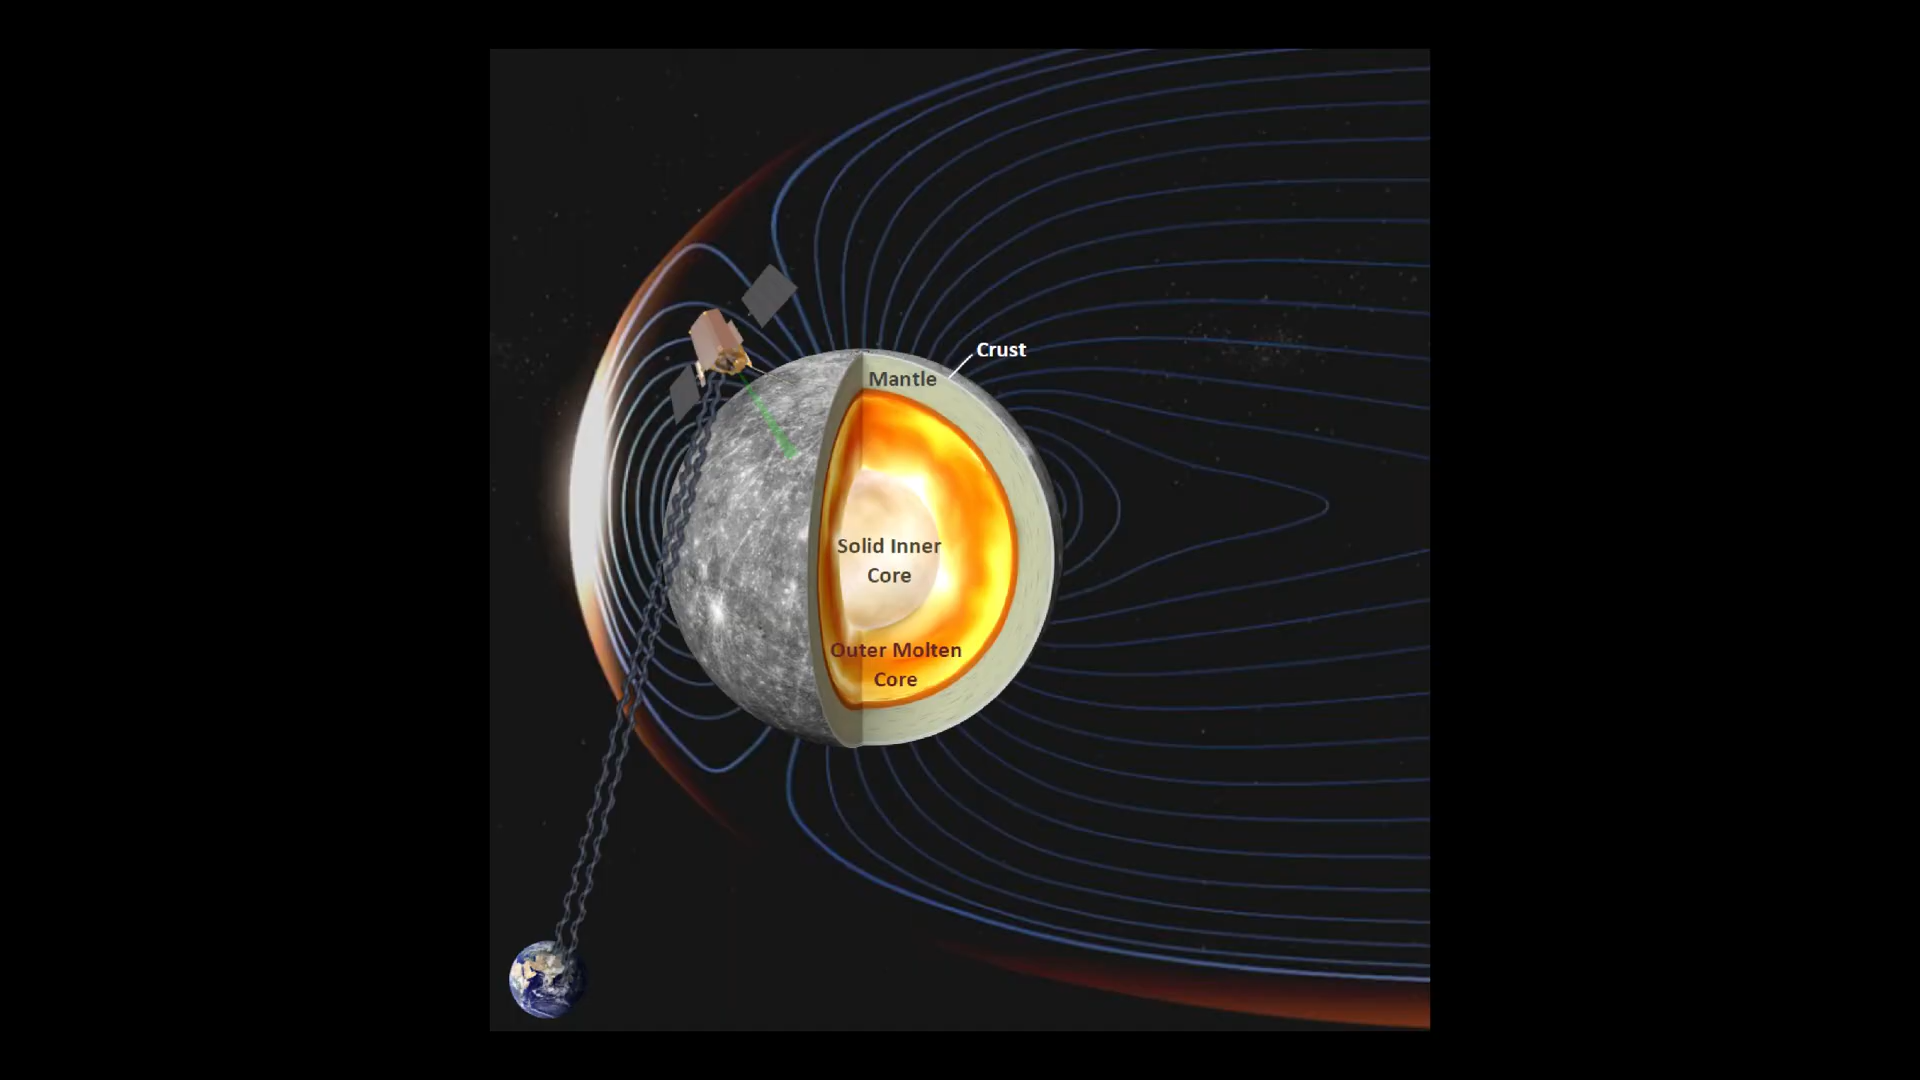 Crust
Mantle
Solid Inner
Core
Outer Molten
Core